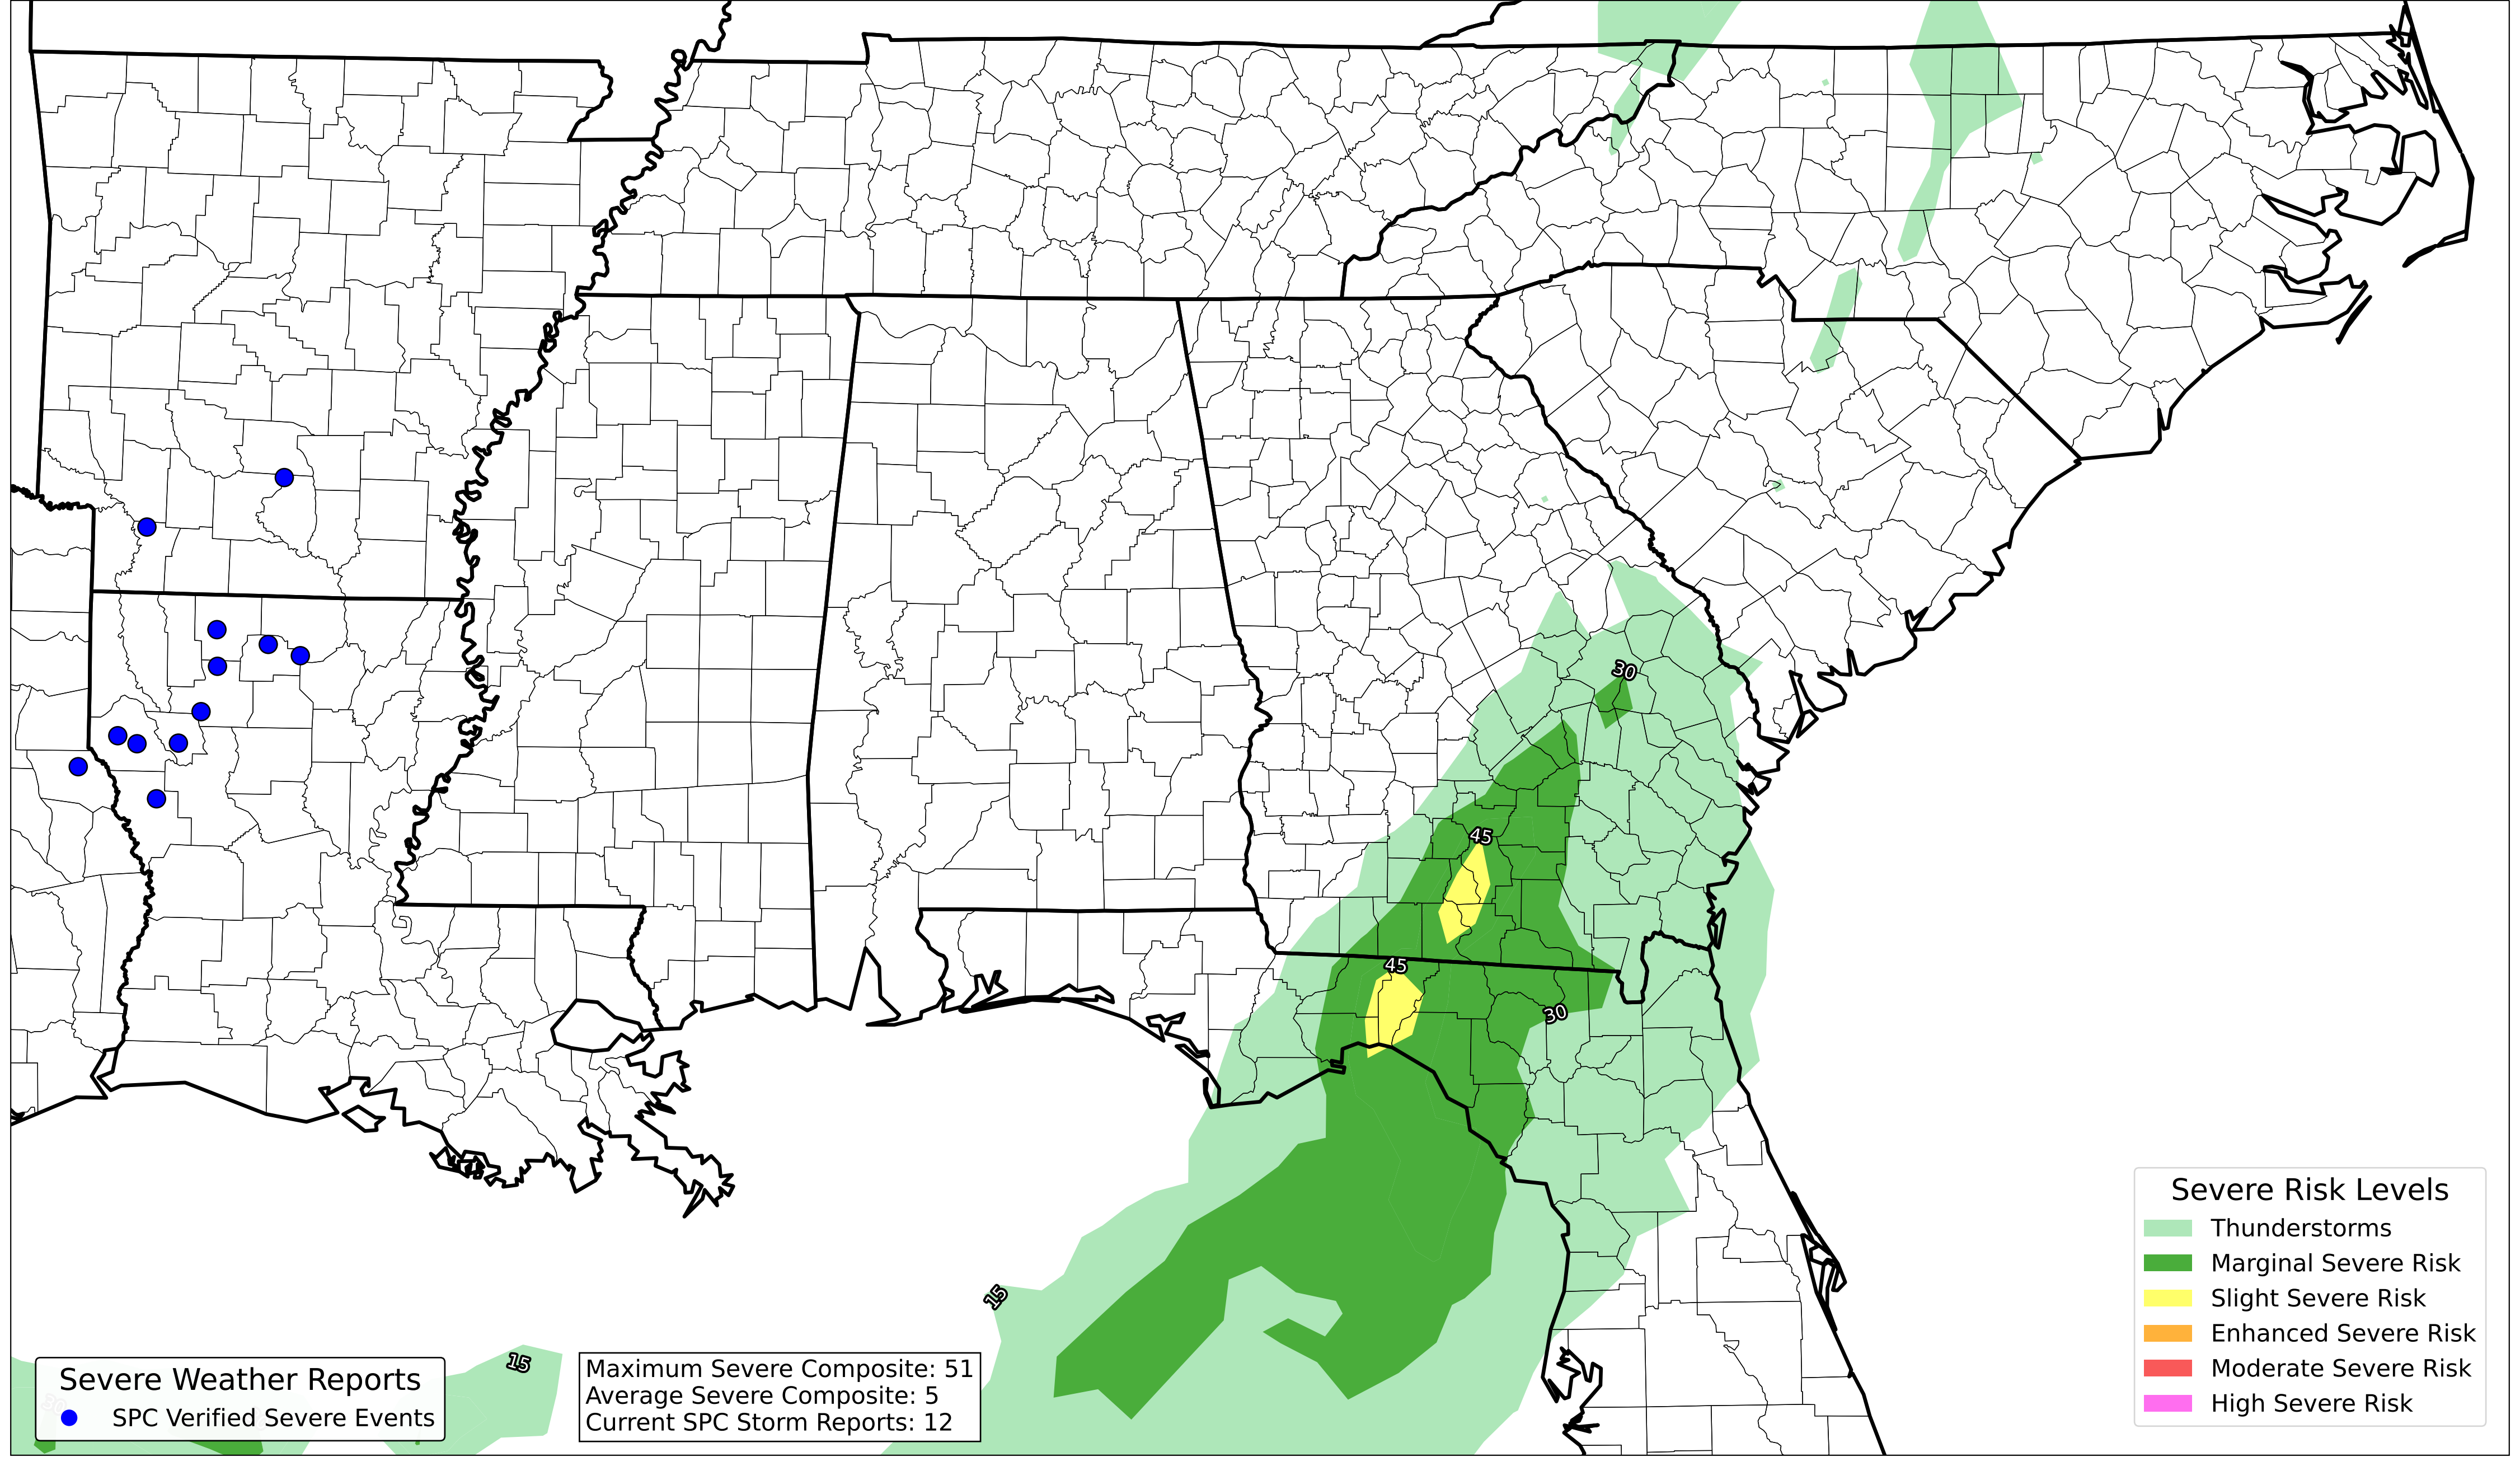 30
45
45
30
15
15
Severe Weather Reports
SPC Verified Severe Events
Maximum Severe Composite: 51
Average Severe Composite: 5
Current SPC Storm Reports: 12
Severe Risk Levels
Thunderstorms
Marginal Severe Risk
Slight Severe Risk
Enhanced Severe Risk
Moderate Severe Risk
High Severe Risk